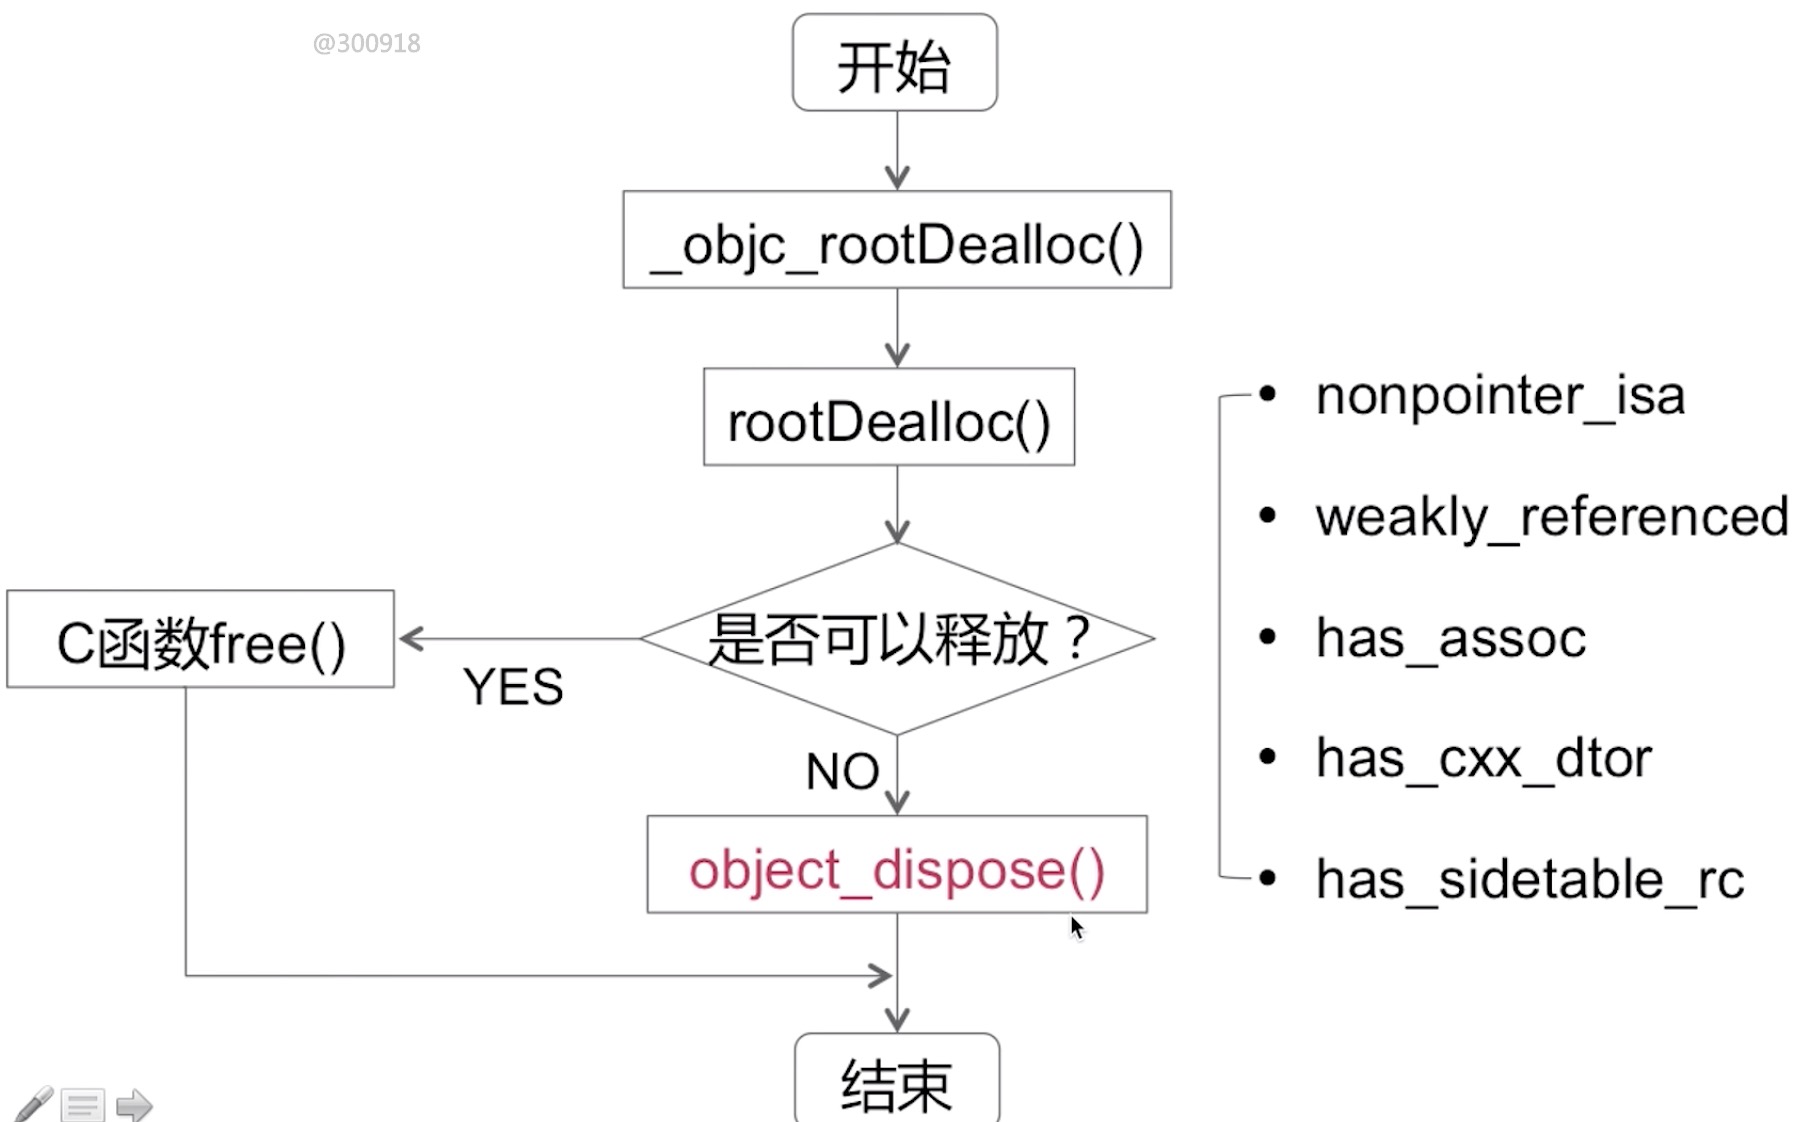 @300918
开始
_objc_rootDealloc()
rootDealloc()
是否可以释放？
YES
C函数free()
NO
object_dispose()
结束
• nonpointer_isa
• weakly_referenced
• has_assoc
• has_cxx_dtor
• has_sidetable_rc